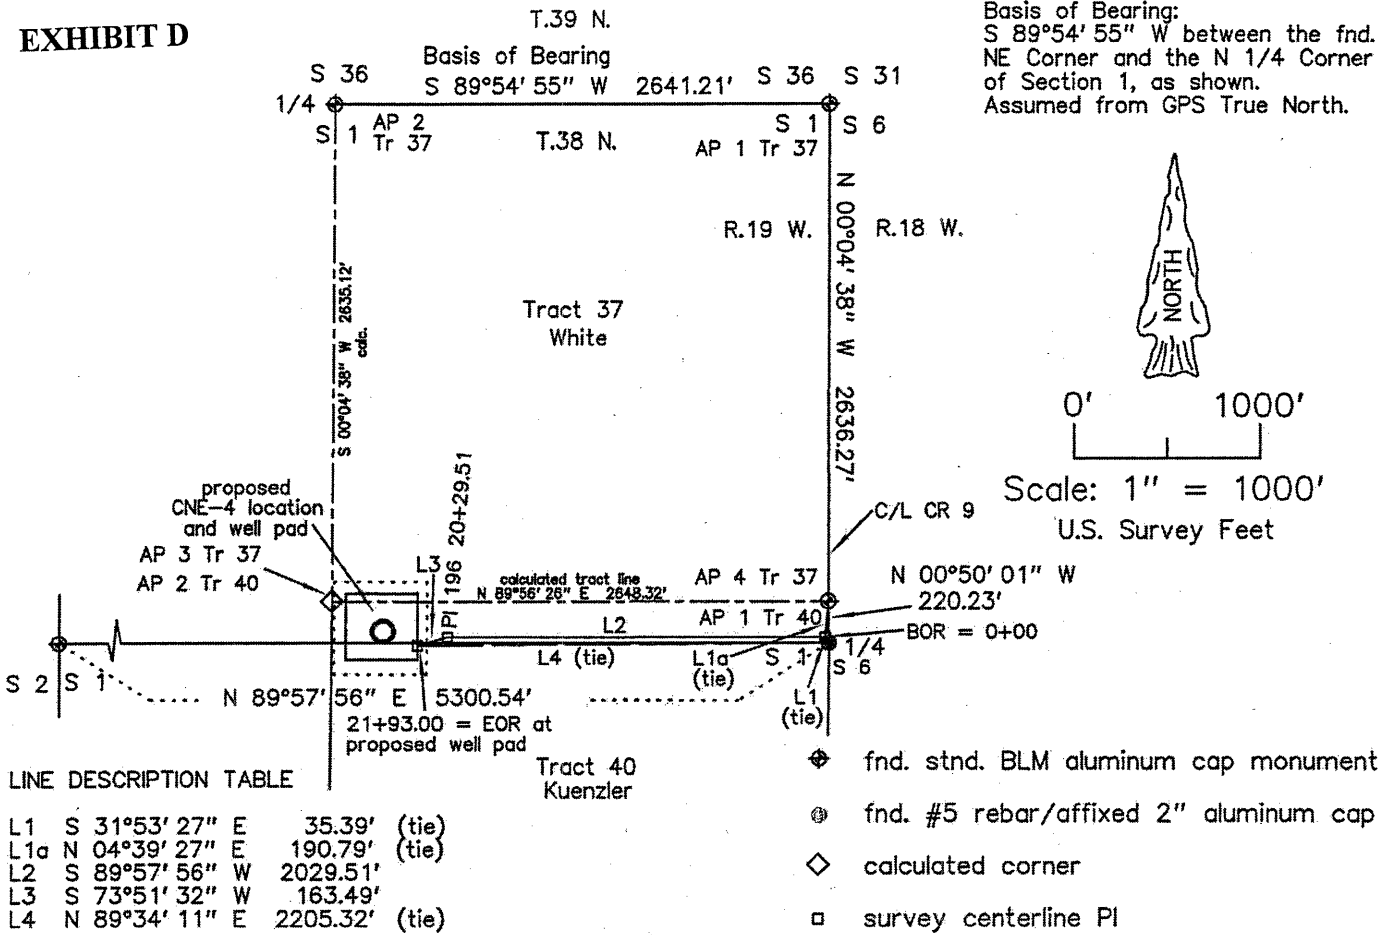 EXHIBIT D
T.39 N.
Basis of Bearing
S 89°54'55" W 2641.21'
S 36
S 36
S 31
1/4
S 1
AP 2
Tr 37
T.38 N.
S 1
S 6
AP 1 Tr 37
Basis of Bearing:
S 89°54'55" W between the fnd.
NE Corner and the N 1/4 Corner
of Section 1, as shown.
Assumed from GPS True North.
N 00°04'38" W 2636.27'
R.19 W.
R.18 W.
NORTH
S 00°04'38" W 2635.12'
calc.
Tract 37
White
0' 1000'
Scale: 1" = 1000'
U.S. Survey Feet
proposed
CNE-4 location
and well pad
AP 3 Tr 37
AP 2 Tr 40
PI 196 20+29.51
L3
C/L CR 9
calculated tract line
N 89°56'26" E 2648.32'
AP 4 Tr 37
AP 1 Tr 40
N 00°50'01" W
220.23'
BOR = 0+00
L2
L4 (tie)
L1a
(tie)
S 1
1/4
S 6
L1
(tie)
S 2
S 1
N 89°57'56" E 5300.54'
21+93.00 = EOR at
proposed well pad
Tract 40
Kuenzler
LINE DESCRIPTION TABLE
L1 S 31°53'27" E 35.39' (tie)
L1a N 04°39'27" E 190.79' (tie)
L2 S 89°57'56" W 2029.51'
L3 S 73°51'32" W 163.49'
L4 N 89°34'11" E 2205.32' (tie)
fnd. stnd. BLM aluminum cap monument
fnd. #5 rebar/affixed 2" aluminum cap
calculated corner
survey centerline PI